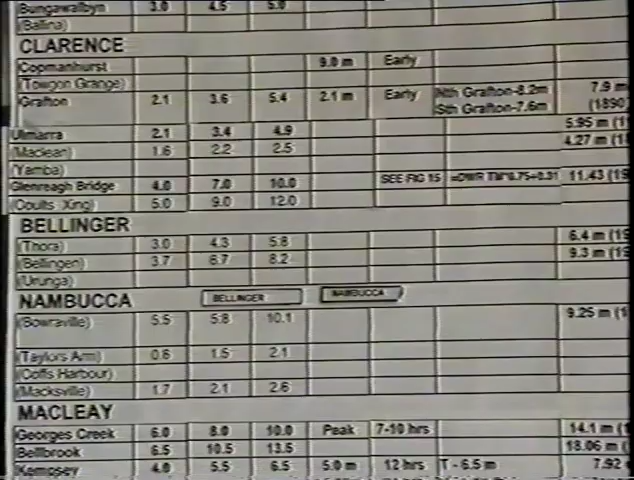 Bungawalbyn 3.0 4.5 5.0
(Ballina)
CLARENCE
Copmanhurst 9.0 m Early
(Towgon Grange)
Grafton 2.1 3.6 5.4 2.1 m Early Nth Grafton-8.2m 7.9 m
Sth Grafton-7.6m (1890)
Ulmarra 2.1 3.4 4.9 5.95 m (1
(Maclean) 1.6 2.2 2.5 4.27 m (1
(Yamba)
Glenreagh Bridge 4.0 7.0 10.0 SEE FIG 15 11.43 (19
(Coutts Xing) 5.0 9.0 12.0
BELLINGER
(Thora) 3.0 4.3 5.8 6.4 m (19
(Bellingen) 3.7 6.7 8.2 9.3 m (19
(Urunga)
NAMBUCCA BELLINGER NAMBUCCA
(Bowraville) 5.5 5.8 10.1 9.25 m (1
(Taylors Arm) 0.6 1.5 2.1
(Coffs Harbour)
(Macksville) 1.7 2.1 2.6
MACLEAY
Georges Creek 6.0 8.0 10.0 Peak 7-10 hrs 14.1 m (1
Bellbrook 6.5 10.5 13.5 18.06 m (
Kempsey 4.0 5.5 6.5 5.0 m 12 hrs T - 6.5 m 7.92